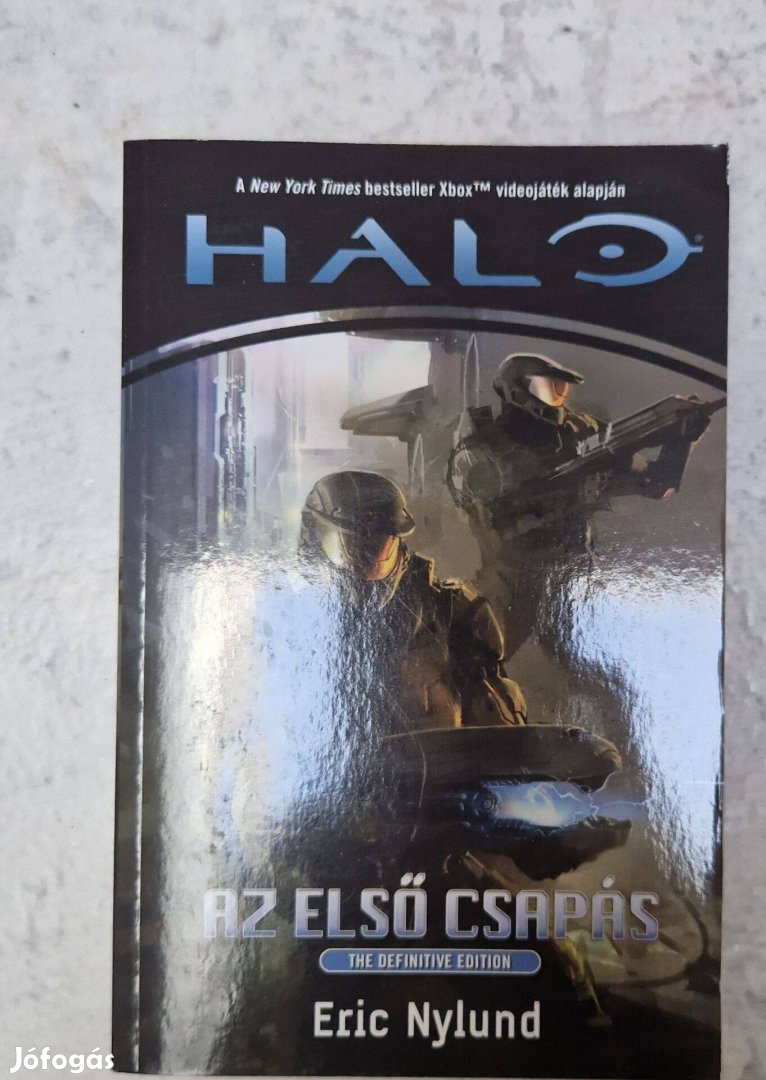 A New York Times bestseller Xbox™ videojáték alapján
HALO®
AZ ELSŐ CSAPÁS
THE DEFINITIVE EDITION
Eric Nylund
Jófogás